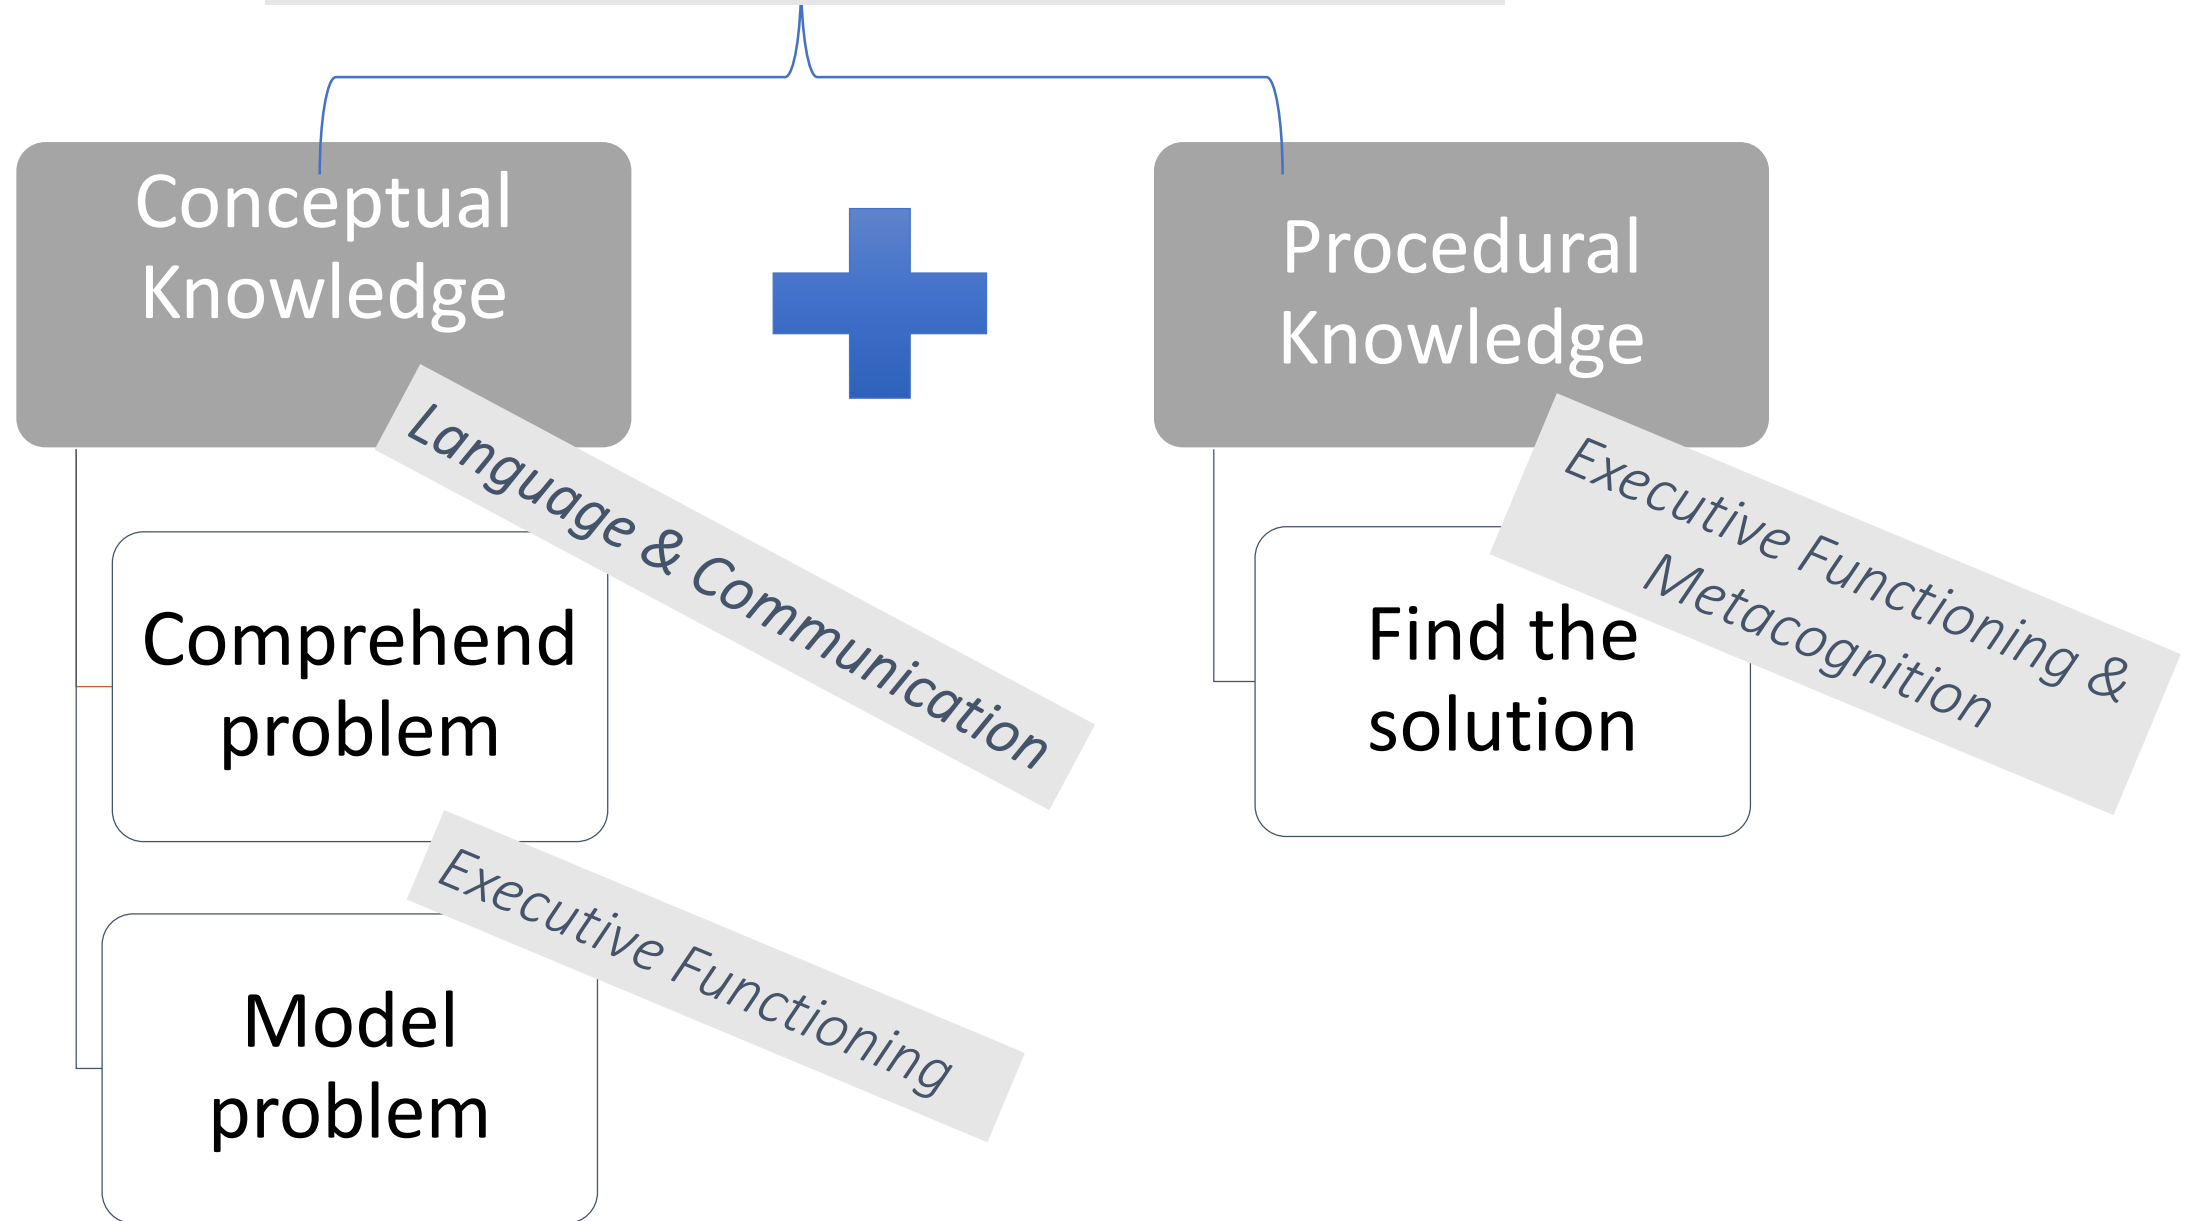 Conceptual
Knowledge
Language & Communication
Comprehend
problem
Executive Functioning
Model
problem
Procedural
Knowledge
Executive Functioning &
Metacognition
Find the
solution